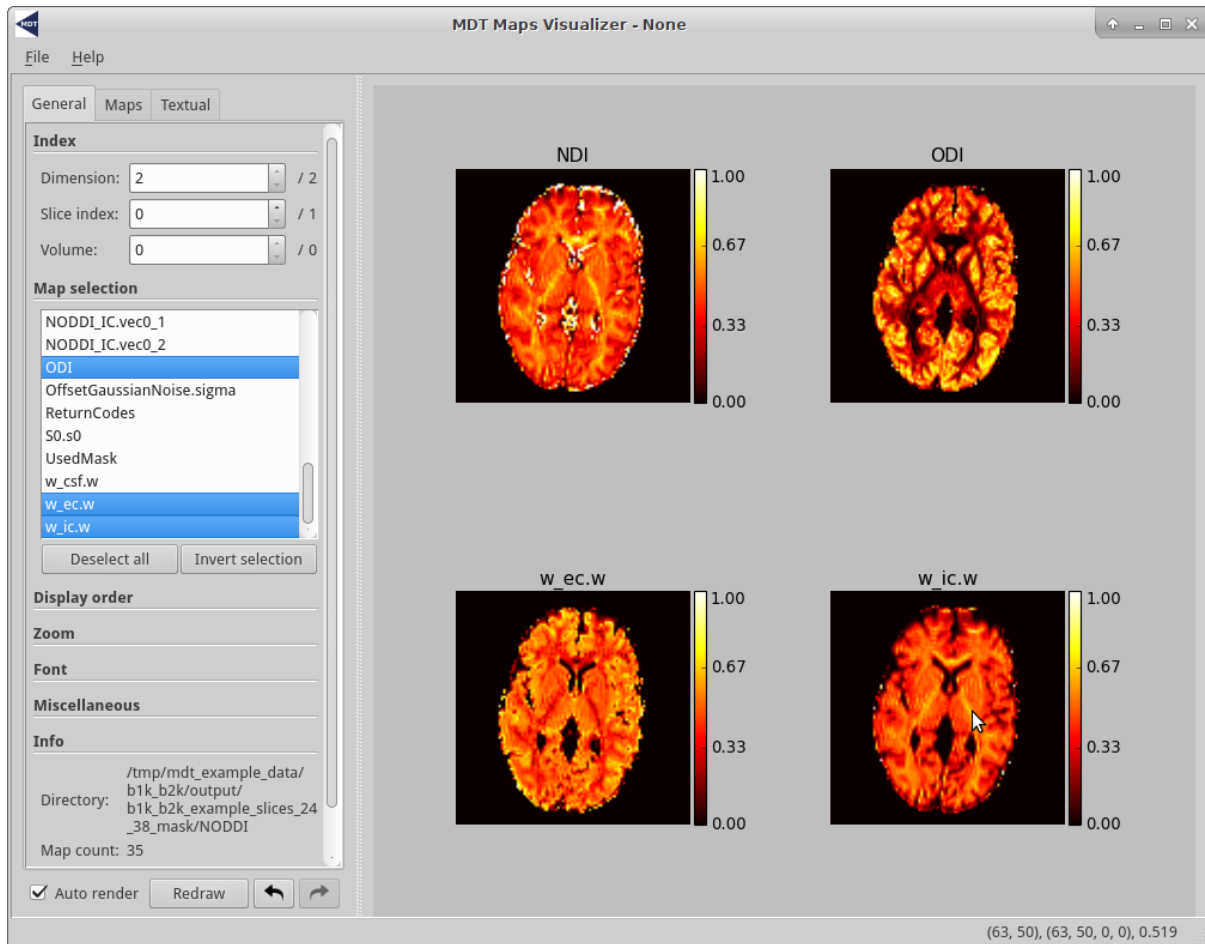 MDT
MDT Maps Visualizer - None
File Help
General Maps Textual
Index
Dimension: 2 / 2
Slice index: 0 / 1
Volume: 0 / 0
Map selection
NODDI_IC.vec0_1
NODDI_IC.vec0_2
ODI
OffsetGaussianNoise.sigma
ReturnCodes
S0.s0
UsedMask
w_csf.w
w_ec.w
w_ic.w
Deselect all Invert selection
Display order
Zoom
Font
Miscellaneous
Info
Directory: /tmp/mdt_example_data/
b1k_b2k/output/
b1k_b2k_example_slices_24
_38_mask/NODDI
Map count: 35
Auto render Redraw
NDI
1.00
0.67
0.33
0.00
ODI
1.00
0.67
0.33
0.00
w_ec.w
1.00
0.67
0.33
0.00
w_ic.w
1.00
0.67
0.33
0.00
(63, 50), (63, 50, 0, 0), 0.519